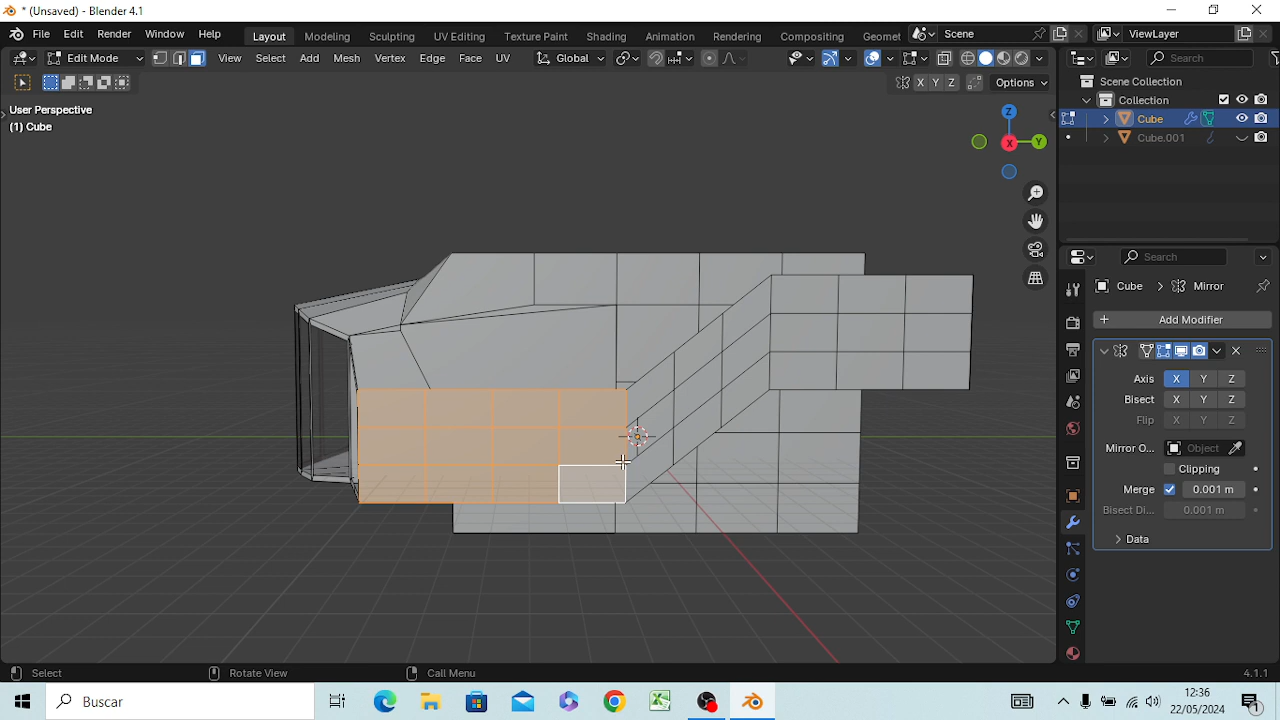 * (Unsaved) - Blender 4.1
File Edit Render Window Help
Layout Modeling Sculpting UV Editing Texture Paint Shading Animation Rendering Compositing Geomet
Scene
ViewLayer
Edit Mode
View Select Add Mesh Vertex Edge Face UV
Global
Search
X Y Z
Options
User Perspective
(1) Cube
Z
X
Y
Scene Collection
Collection
Cube
Cube.001
Search
Cube > Mirror
+ Add Modifier
Axis X Y Z
Bisect X Y Z
Flip X Y Z
Mirror O... Object
Clipping
Merge 0.001 m
Bisect Di... 0.001 m
Data
Select
Rotate View
Call Menu
4.1.1
Buscar
12:36
22/05/2024
1